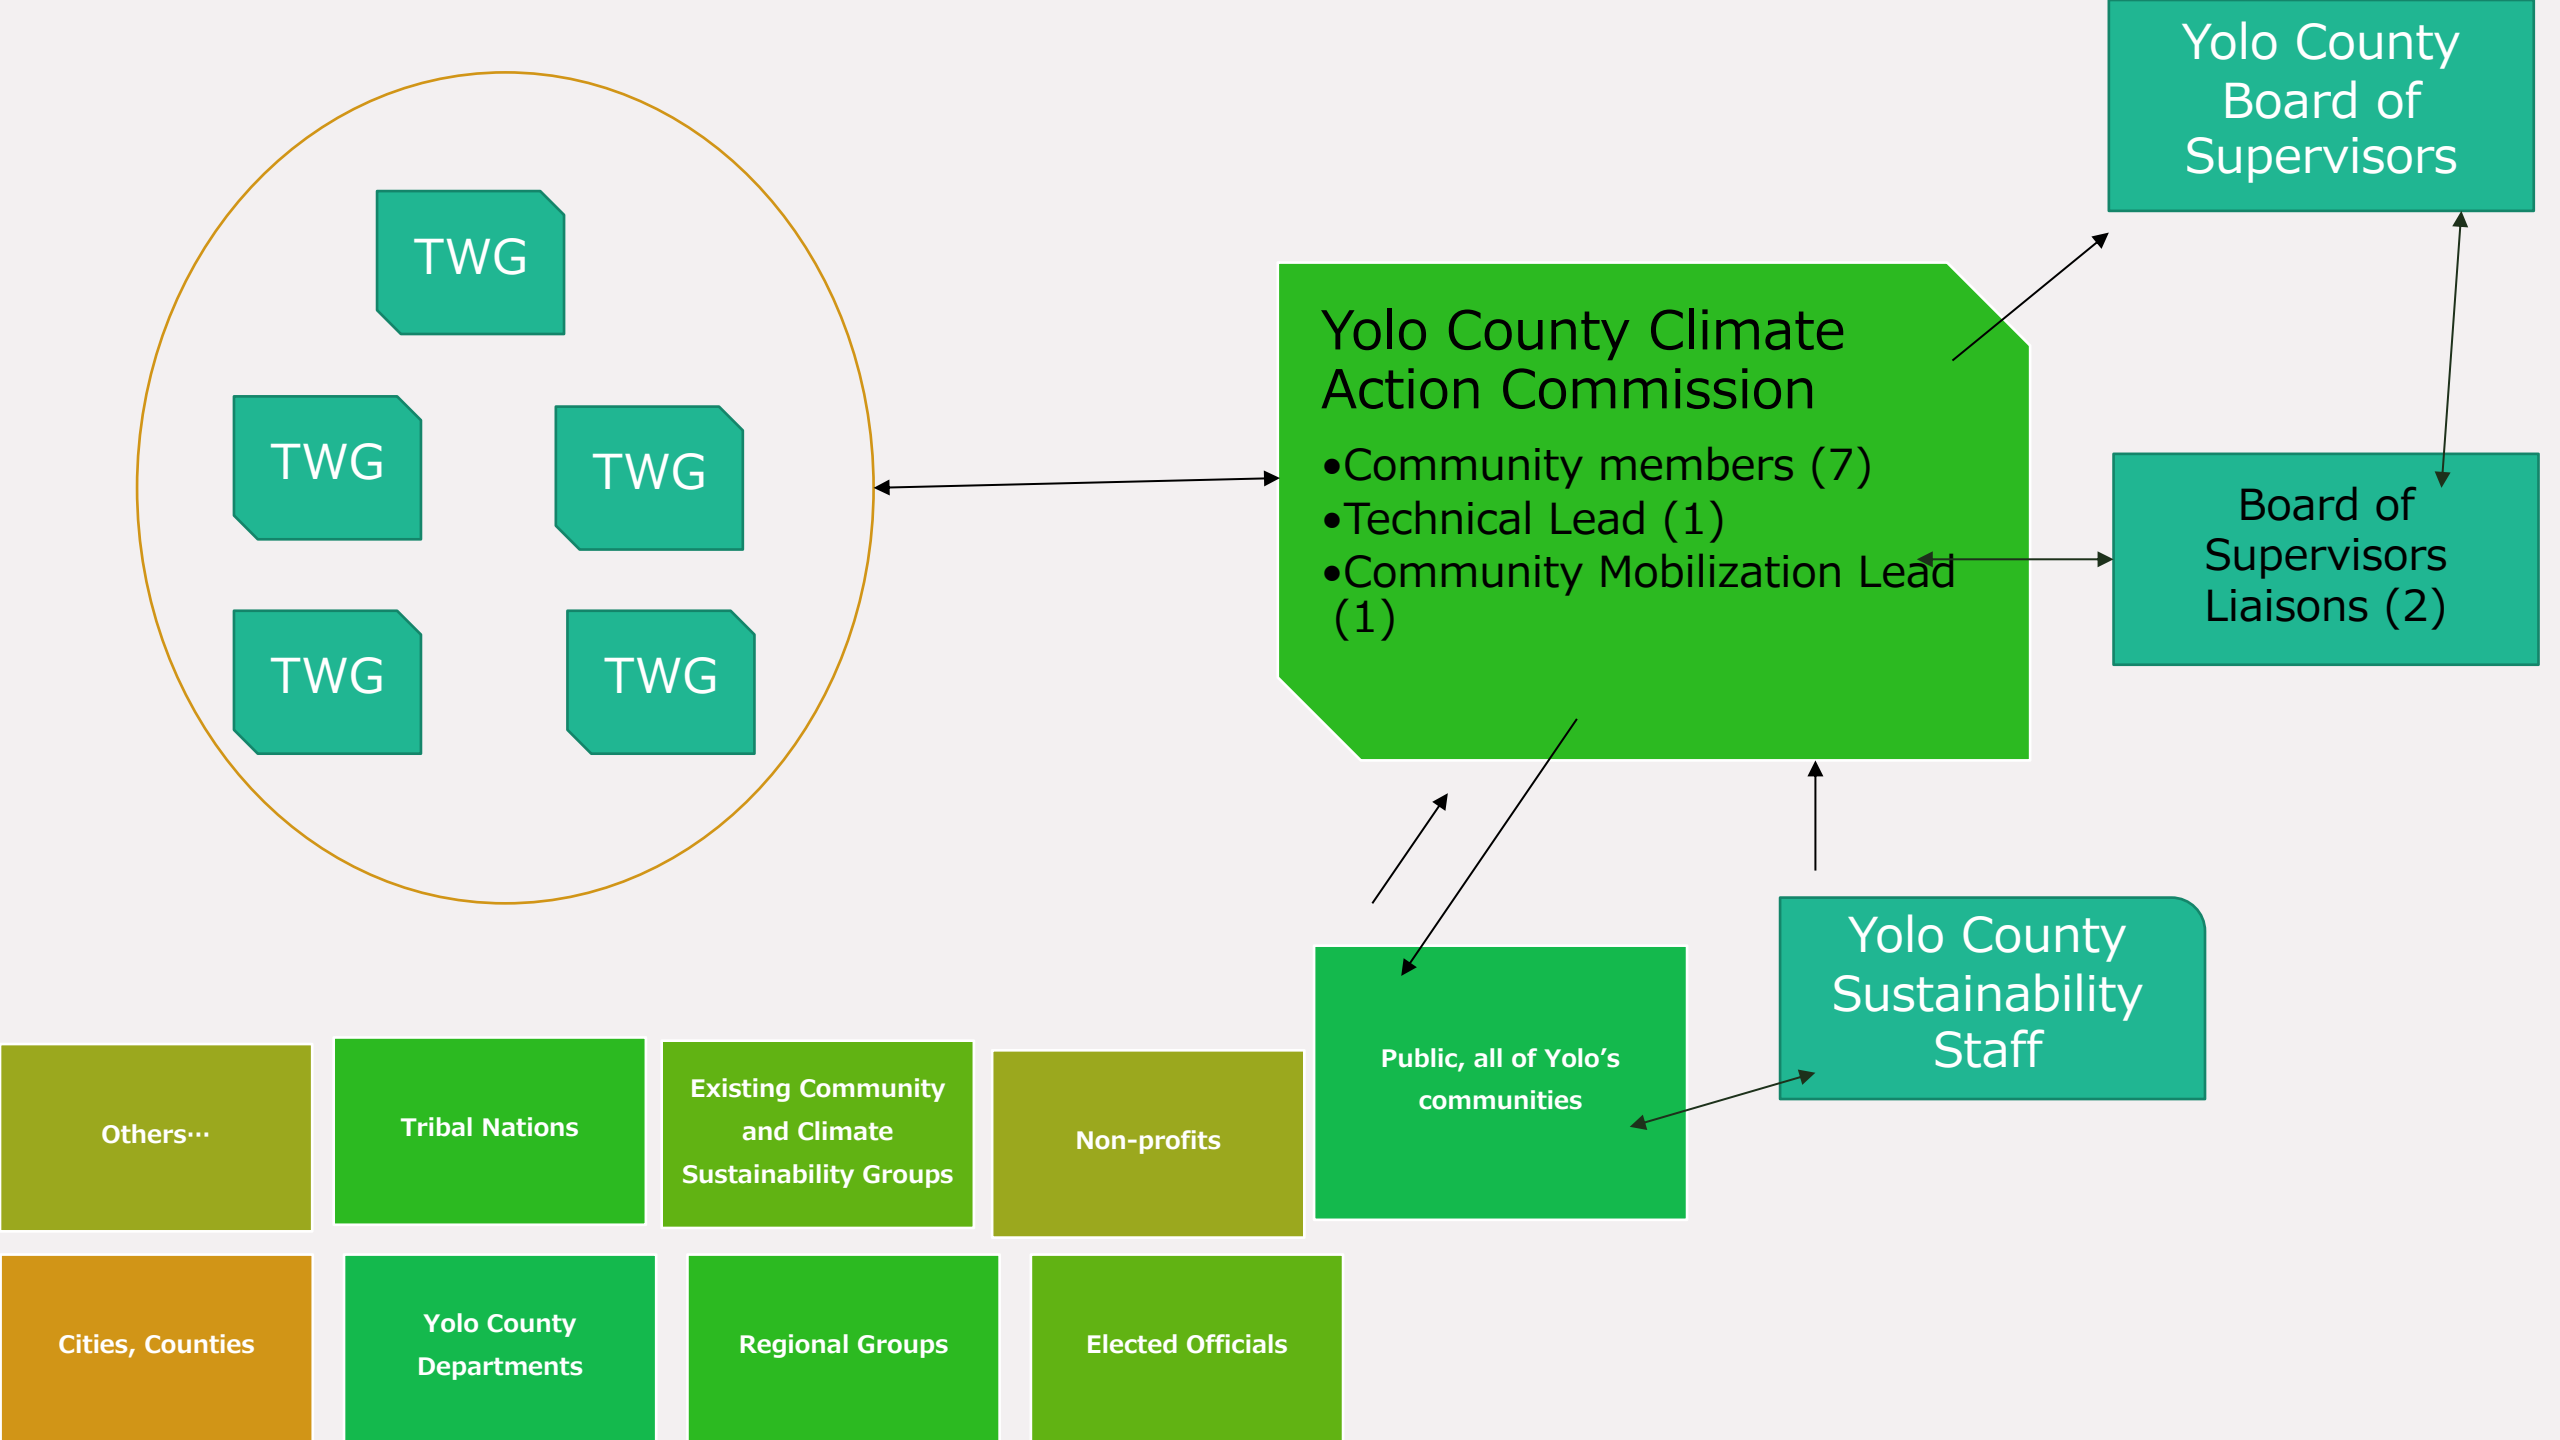 Yolo County
Board of
Supervisors
TWG
TWG
TWG
TWG
TWG
Yolo County Climate
Action Commission
•Community members (7)
•Technical Lead (1)
•Community Mobilization Lead
(1)
Board of
Supervisors
Liaisons (2)
Yolo County
Sustainability
Staff
Public, all of Yolo’s
communities
Others…
Tribal Nations
Existing Community
and Climate
Sustainability Groups
Non-profits
Cities, Counties
Yolo County
Departments
Regional Groups
Elected Officials